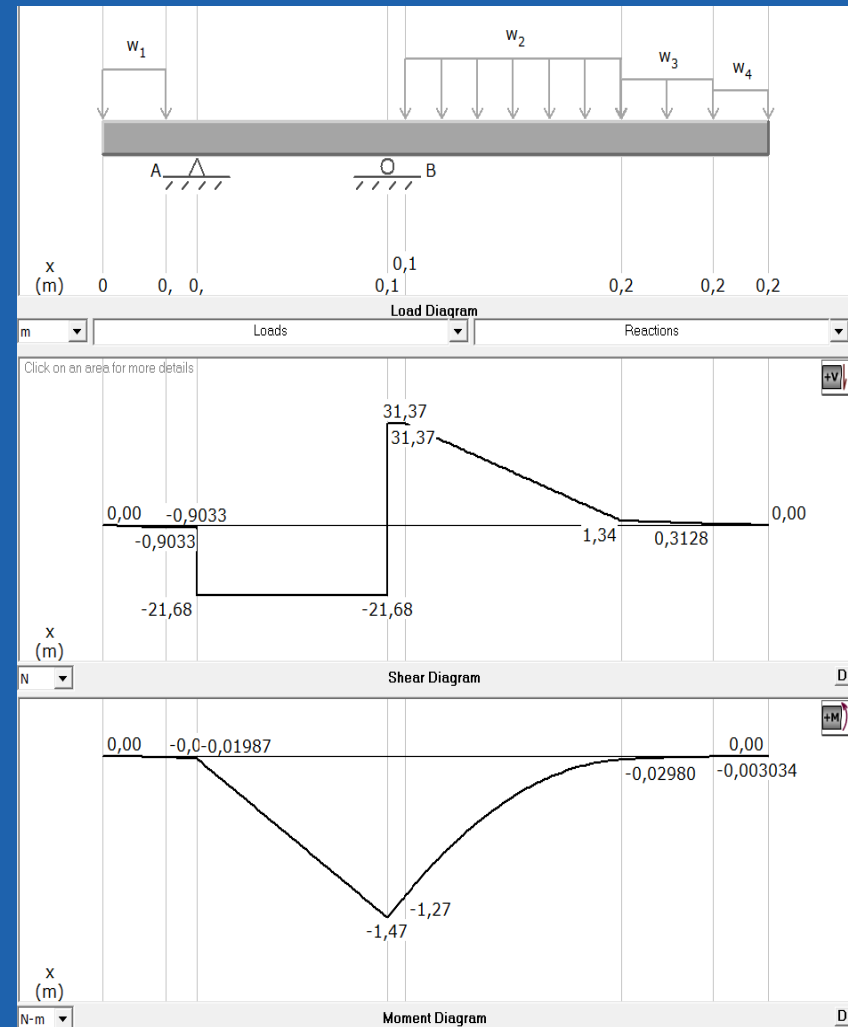 w1
w2
w3
w4
A
B
0,1
x
(m) 0 0, 0, 0,1 0,2 0,2 0,2
Load Diagram
m Loads Reactions
Click on an area for more details
+V
31,37
31,37
0,00 -0,9033 0,00
-0,9033 1,34 0,3128
-21,68 -21,68
x
(m)
N Shear Diagram D
+M
0,00 -0,0 -0,01987 0,00
-0,02980 -0,003034
-1,27
-1,47
x
(m)
N-m Moment Diagram D